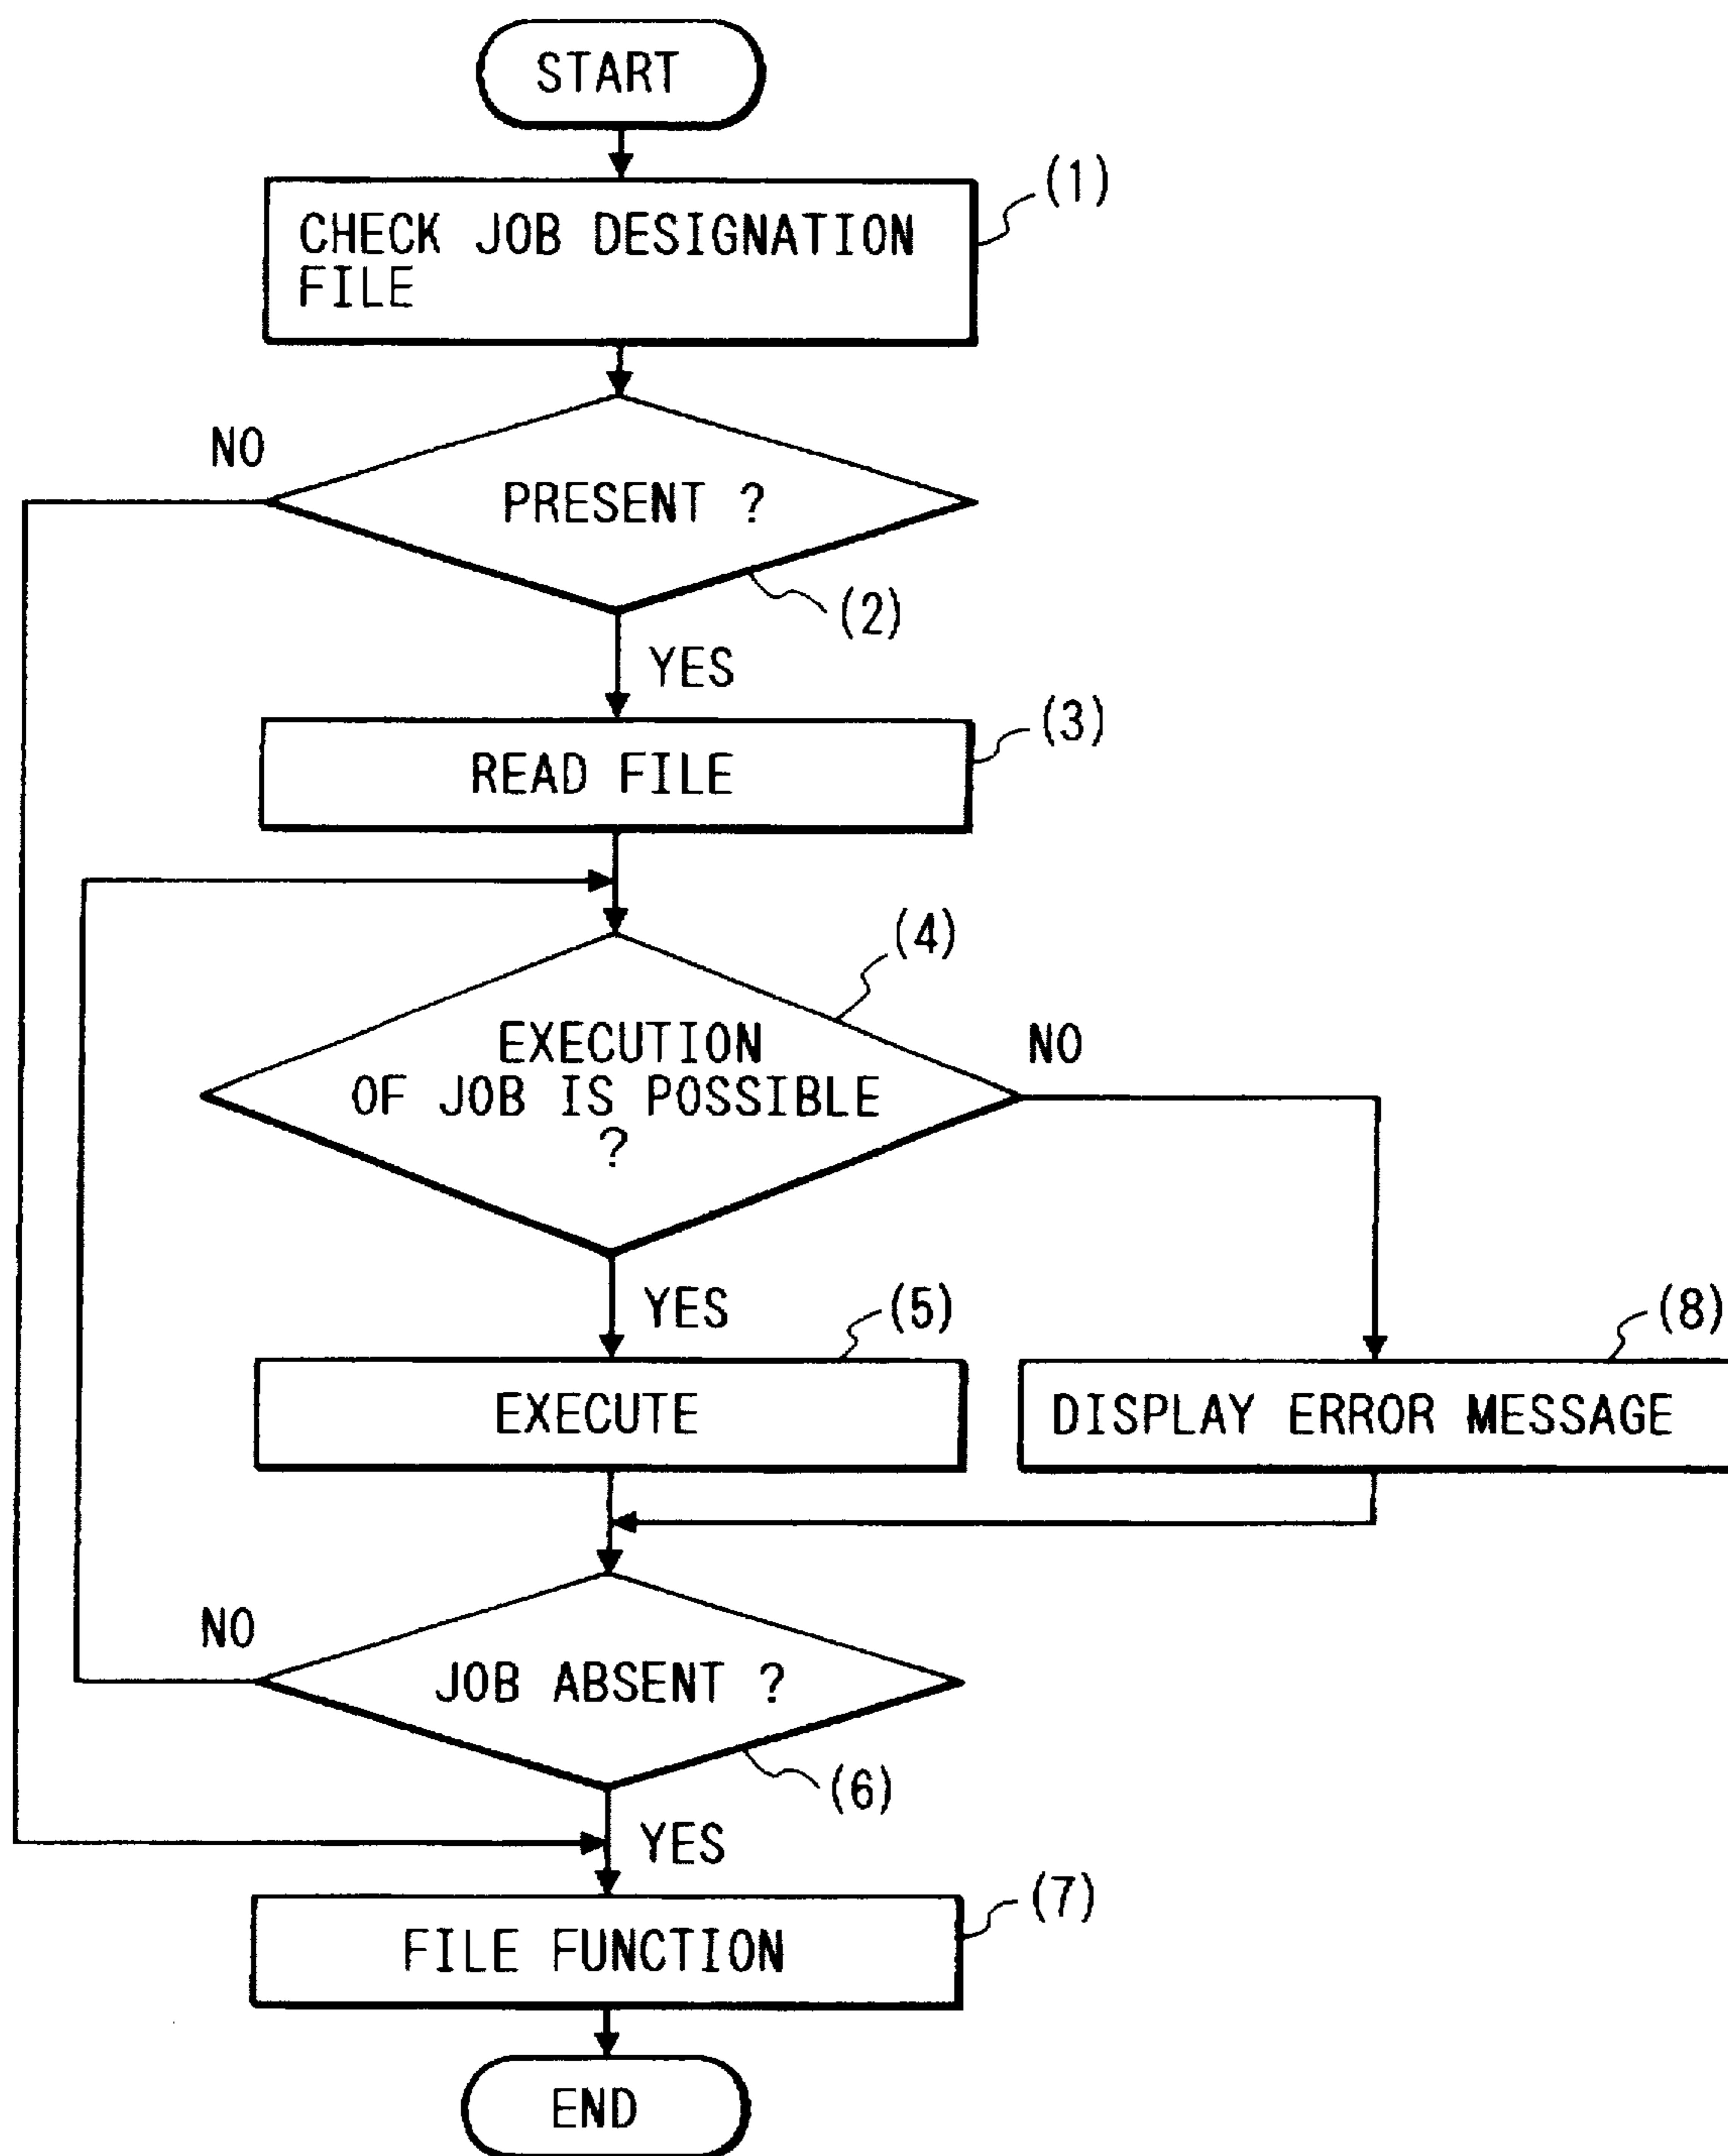 START
(1)
CHECK JOB DESIGNATION
FILE
NO
PRESENT ?
(2)
YES
(3)
READ FILE
(4)
EXECUTION
OF JOB IS POSSIBLE
?
NO
YES
(5)
(8)
EXECUTE
DISPLAY ERROR MESSAGE
NO
JOB ABSENT ?
(6)
YES
(7)
FILE FUNCTION
END